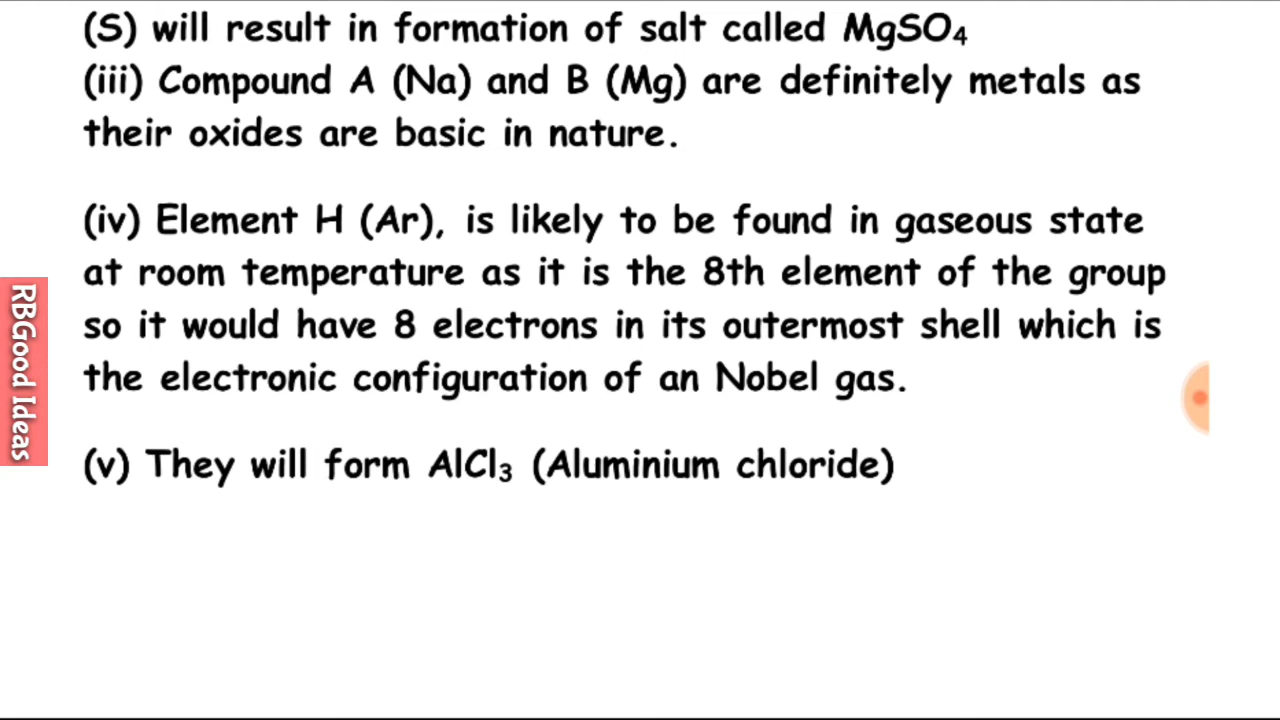 (S) will result in formation of salt called MgSO₄
(iii) Compound A (Na) and B (Mg) are definitely metals as
their oxides are basic in nature.
(iv) Element H (Ar), is likely to be found in gaseous state
at room temperature as it is the 8th element of the group
so it would have 8 electrons in its outermost shell which is
the electronic configuration of an Nobel gas.
(v) They will form AlCl₃ (Aluminium chloride)
RBGood Ideas